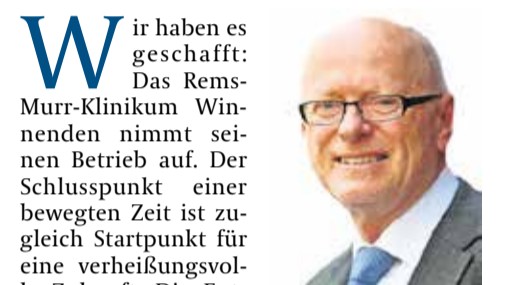 Wir haben es
geschafft:
Das Rems-
Murr-Klinikum Win-
nenden nimmt sei-
nen Betrieb auf. Der
Schlusspunkt einer
bewegten Zeit ist zu-
gleich Startpunkt für
eine verheißungsvol-